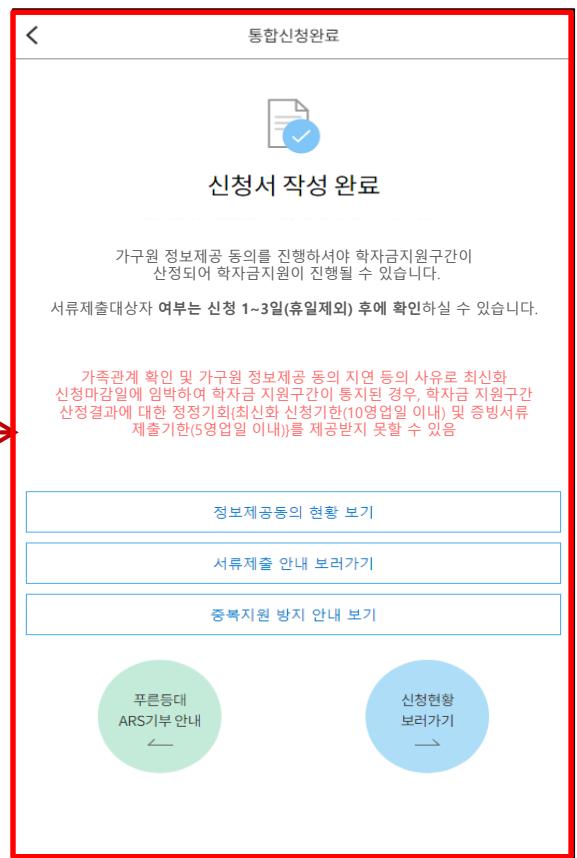 통합신청완료
신청서 작성 완료
가구원 정보제공 동의를 진행하셔야 학자금지원구간이
산정되어 학자금지원이 진행될 수 있습니다.
서류제출대상자 여부는 신청 1~3일(휴일제외) 후에 확인하실 수 있습니다.
가족관계 확인 및 가구원 정보제공 동의 지연 등의 사유로 최신화
신청마감일에 임박하여 학자금 지원구간이 통지된 경우, 학자금 지원구간
산정결과에 대한 정정기회{최신화 신청기한(10영업일 이내) 및 증빙서류
제출기한(5영업일 이내)}를 제공받지 못할 수 있음
정보제공동의 현황 보기
서류제출 안내 보러가기
중복지원 방지 안내 보기
푸른등대
ARS기부 안내
신청현황
보러가기